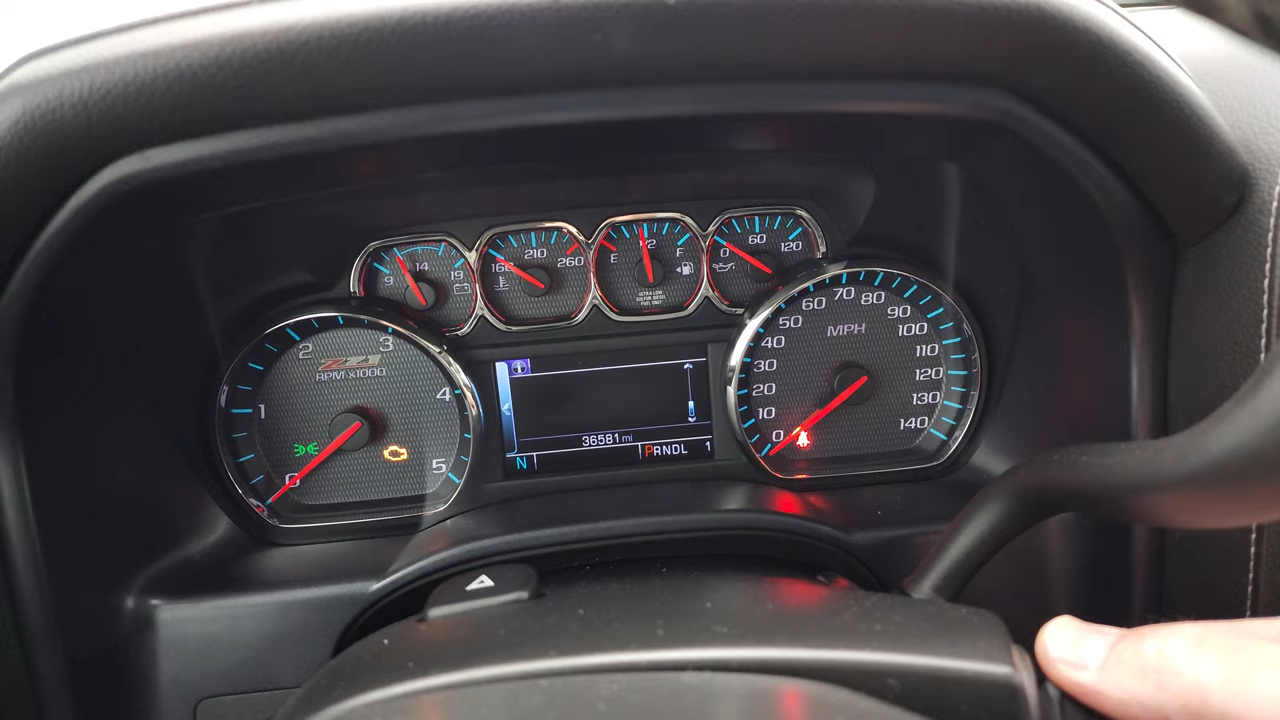 9 14 19
160 210 260
E 1/2 F
ULTRA LOW
SULFUR DIESEL
FUEL ONLY
0 60 120
0 1 2 3 4 5
Z71
RPM X1000
i
36581 mi
N PRNDL 1
0 10 20 30 40 50 60 70 80 90 100 110 120 130 140
MPH